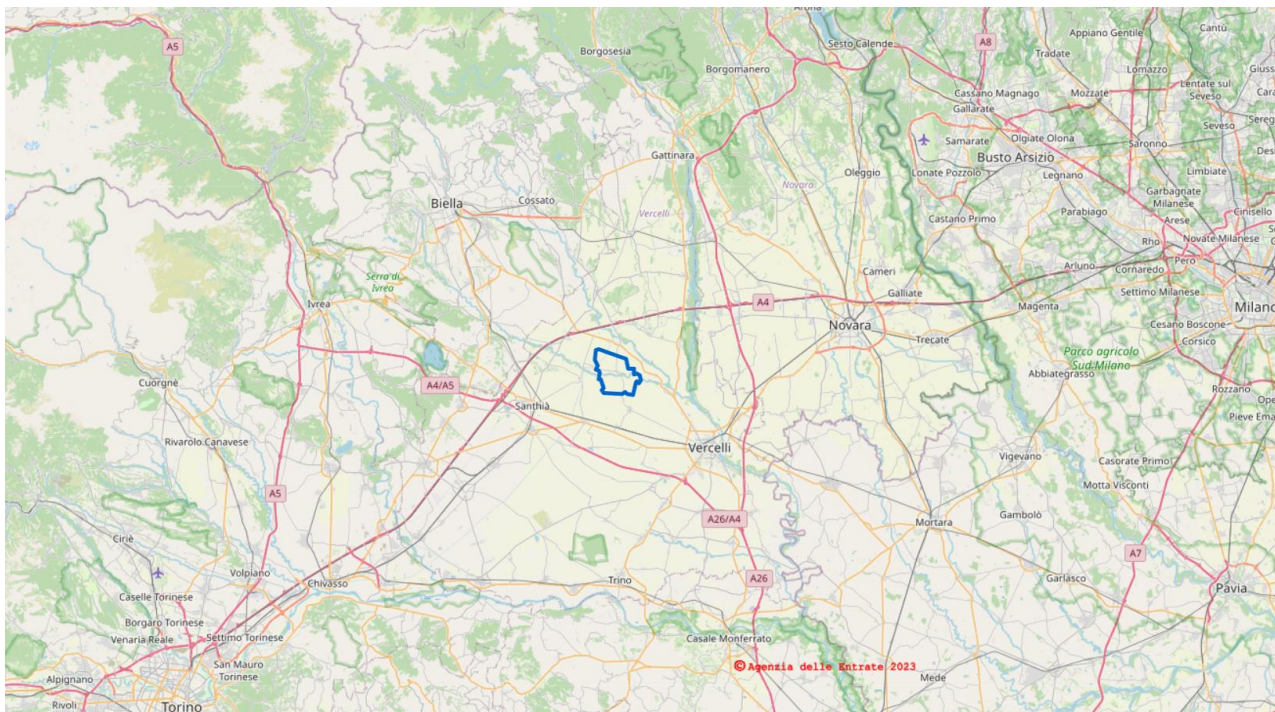 Arona
Cantù
Appiano Gentile
A5
Borgosesia
Sesto Calende
A8
Tradate
Borgomanero
Lomazzo
Cassano Magnago
Mozzate
Lentate sul
Seveso
Gallarate
Seveso
Samarate
Olgiate Olona
Saronno
Gattinara
Busto Arsizio
Oleggio
Lonate Pozzolo
Legnano
Limbiate
Novara
Garbagnate
Milanese
Biella
Cossato
Vercelli
Castano Primo
Parabiago
Arese
Cinisello
Rho
Novate Milanese
Pero
Serra di
Ivrea
Cameri
Arluno
Cornaredo
Galliate
Settimo Milanese
Ivrea
A4
Magenta
Milano
Novara
Cesano Boscone
Trecate
Corsico
Parco agricolo
Sud Milano
Abbiategrasso
Cuorgnè
A4/A5
Rozzano
Santhià
Pieve Ema
Rivarolo Canavese
Vercelli
Vigevano
Casorate Primo
Motta Visconti
A5
Gambolò
A26/A4
Mortara
Ciriè
A7
Volpiano
Chivasso
Trino
A26
Garlasco
Pavia
Caselle Torinese
Borgaro Torinese
Venaria Reale
Settimo Torinese
Casale Monferrato
San Mauro
Torinese
©Agenzia delle Entrate 2023
Alpignano
Mede
Rivoli
Torino